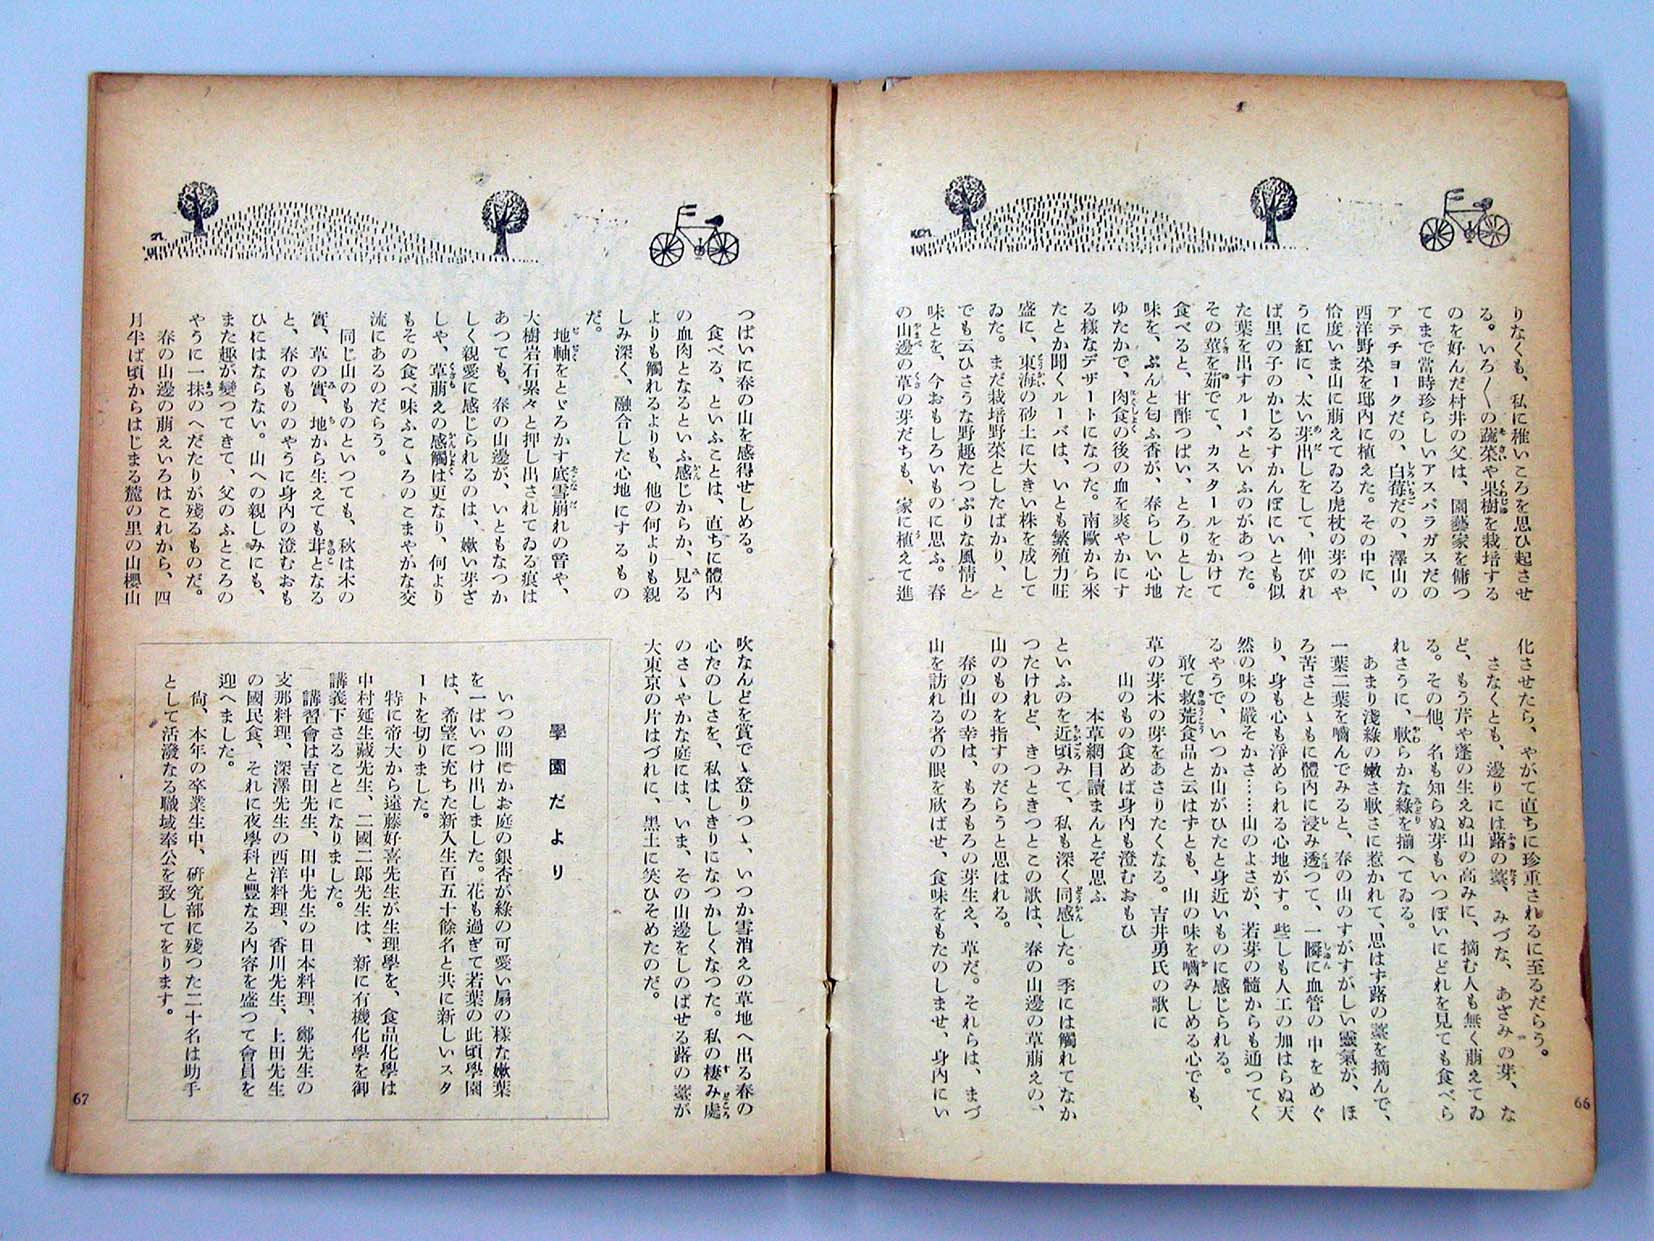 りなくも、私に稚いころを思ひ起させ
る。いろ〱の蔬菜や果樹を栽培する
のを好んだ村井の父は、園藝家を傭つ
てまで當時珍らしいアスパラガスだの
アテチョークだの、白苺だの、澤山の
西洋野菜を邸内に植えた。その中に、
恰度いま山に萠えてゐる虎杖の芽のや
うに紅に、太い芽出しをして、伸びれ
ば里の子のかじるすかんぽにいとも似
た葉を出すルーバといふのがあつた。
その莖を茹でて、カスタールをかけて
食べると、甘酢つぱい、とろりとした
味を、ぷんと匂ふ香が、春らしい心地
ゆたかで、肉食の後の血を爽やかにす
る樣なデザートになつた。南歐から來
たとか聞くルーバは、いとも繁殖力旺
盛に、東海の砂土に大きい株を成して
ゐた。まだ栽培野菜としたばかり、と
でも云ひさうな野趣たつぷりな風情と
味とを、今おもしろいものに思ふ。春
の山邊の草の芽だちも、家に植えて進
化させたら、やがて直ちに珍重されるに至るだらう。
さなくとも、邊りには蕗の薹、みづな、あざみの芽、な
ど、もう芹や蓬の生えぬ山の高みに、摘む人も無く萠えてゐ
る。その他、名も知らぬ芽もいつぱいにどれを見ても食べら
れさうに、軟らかな綠を揃へてゐる。
あまり淺綠の嫩さ軟さに惹かれて、思はず蕗の薹を摘んで、
一葉二葉を嚙んでみると、春の山のすがすがしい靈氣が、ほ
ろ苦さとゝもに體內に浸み透つて、一瞬に血管の中をめぐ
り、身も心も淨められる心地がす。些しも人工の加はらぬ天
然の味の嚴そかさ……山のよさが、若芽の髓からも通つてく
るやうで、いつか山がひたと身近いものに感じられる。
敢て救荒食品と云はずとも、山の味を嚙みしめる心でも、
草の芽木の芽をあさりたくなる。吉井勇氏の歌に
山のもの食めば身內も澄むおもひ
本草綱目讀まんとぞ思ふ
といふのを近頃みて、私も深く同感した。季には觸れてなか
つたけれど、きつときつとこの歌は、春の山邊の草萠えの、
山のものを指すのだらうと思はれる。
春の山の幸は、もろもろの芽生え、草だ。それらは、まづ
山を訪れる者の眼を欣ばせ、食味をもたのしませ、身內にい
66
つぱいに春の山を感得せしめる。
食べる、といふことは、直ちに體內
の血肉となるといふ感じからか、見る
よりも觸れるよりも、他の何よりも親
しみ深く、融合した心地にするもの
だ。
地軸をとゞろかす底雪崩れの音や、
大樹岩石累々と押し出されてゐる痕は
あつても、春の山邊が、いともなつか
しく親愛に感じられるのは、嫩い芽ざ
しや、草萠えの感觸は更なり、何より
もその食べ味ふこゝろのこまやかな交
流にあるのだらう。
同じ山のものといつても、秋は木の
實、草の實、地から生えても茸となる
と、春のもののやうに身內の澄むおも
ひにはならない。山への親しみにも、
また趣が變つてきて、父のふところの
やうに一抹のへだたりが殘るものだ。
春の山邊の萠えいろはこれから、四
月半ば頃からはじまる麓の里の山櫻山
吹なんどを賞でゝ登りつゝ、いつか雪消えの草地へ出る春の
心たのしさを、私はしきりになつかしくなつた。私の棲み處
のさゝやかな庭には、いま、その山邊をしのばせる蕗の薹が
大東京の片はづれに、黑土に笑ひそめたのだ。
學園だより
いつの間にかお庭の銀杏が綠の可愛い扇の樣な嫩葉
を一ぱいつけ出しました。花も過ぎて若葉の此頃學園
は、希望に充ちた新入生百五十餘名と共に新しいスタ
ートを切りました。
特に帝大から遠藤好喜先生が生理學を、食品化學は
中村延生藏先生、二國二郎先生は、新に有機化學を御
講義下さることになりました。
講習會は吉田先生、田中先生の日本料理、鄭先生の
支那料理、深澤先生の西洋料理、香川先生、上田先生
の國民食、それに夜學科と豐なる內容を盛つて會員を
迎へました。
尙、本年の卒業生中、硏究部に殘つた二十名は助手
として活潑なる職域奉公を致してをります。
67